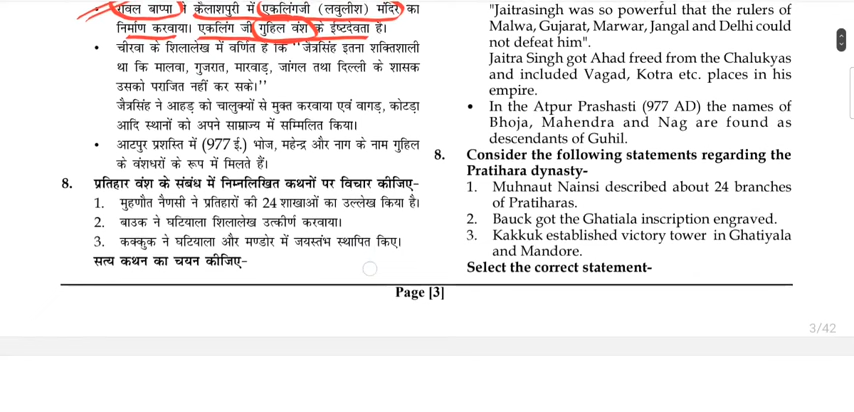 • रावल बाप्पा ने कैलाशपुरी में एकलिंगजी (लवुलीश) मंदिर का
निर्माण करवाया। एकलिंग जी गुहिल वंश के ईष्टदेवता है।
• चीरवा के शिलालेख में वर्णित है कि ''जैत्रसिंह इतना शक्तिशाली
था कि मालवा, गुजरात, मारवाड़, जांगल तथा दिल्ली के शासक
उसको पराजित नहीं कर सके।''
जैत्रसिंह ने आहड़ को चालुक्यों से मुक्त करवाया एवं वागड़, कोटड़ा
आदि स्थानों को अपने साम्राज्य में सम्मिलित किया।
• आटपुर प्रशस्ति में (977 ई.) भोज, महेन्द्र और नाग के नाम गुहिल
के वंशधरों के रूप में मिलते हैं।
8. प्रतिहार वंश के संबंध में निम्नलिखित कथनों पर विचार कीजिए-
1. मुहणौत नैणसी ने प्रतिहारों की 24 शाखाओं का उल्लेख किया है।
2. बाउक ने घटियाला शिलालेख उत्कीर्ण करवाया।
3. कक्कुक ने घटियाला और मण्डोर में जयस्तंभ स्थापित किए।
सत्य कथन का चयन कीजिए-
"Jaitrasingh was so powerful that the rulers of
Malwa, Gujarat, Marwar, Jangal and Delhi could
not defeat him".
Jaitra Singh got Ahad freed from the Chalukyas
and included Vagad, Kotra etc. places in his
empire.
• In the Atpur Prashasti (977 AD) the names of
Bhoja, Mahendra and Nag are found as
descendants of Guhil.
8. Consider the following statements regarding the
Pratihara dynasty-
1. Muhnaut Nainsi described about 24 branches
of Pratiharas.
2. Bauck got the Ghatiala inscription engraved.
3. Kakkuk established victory tower in Ghatiyala
and Mandore.
Select the correct statement-
Page [3]
3/42